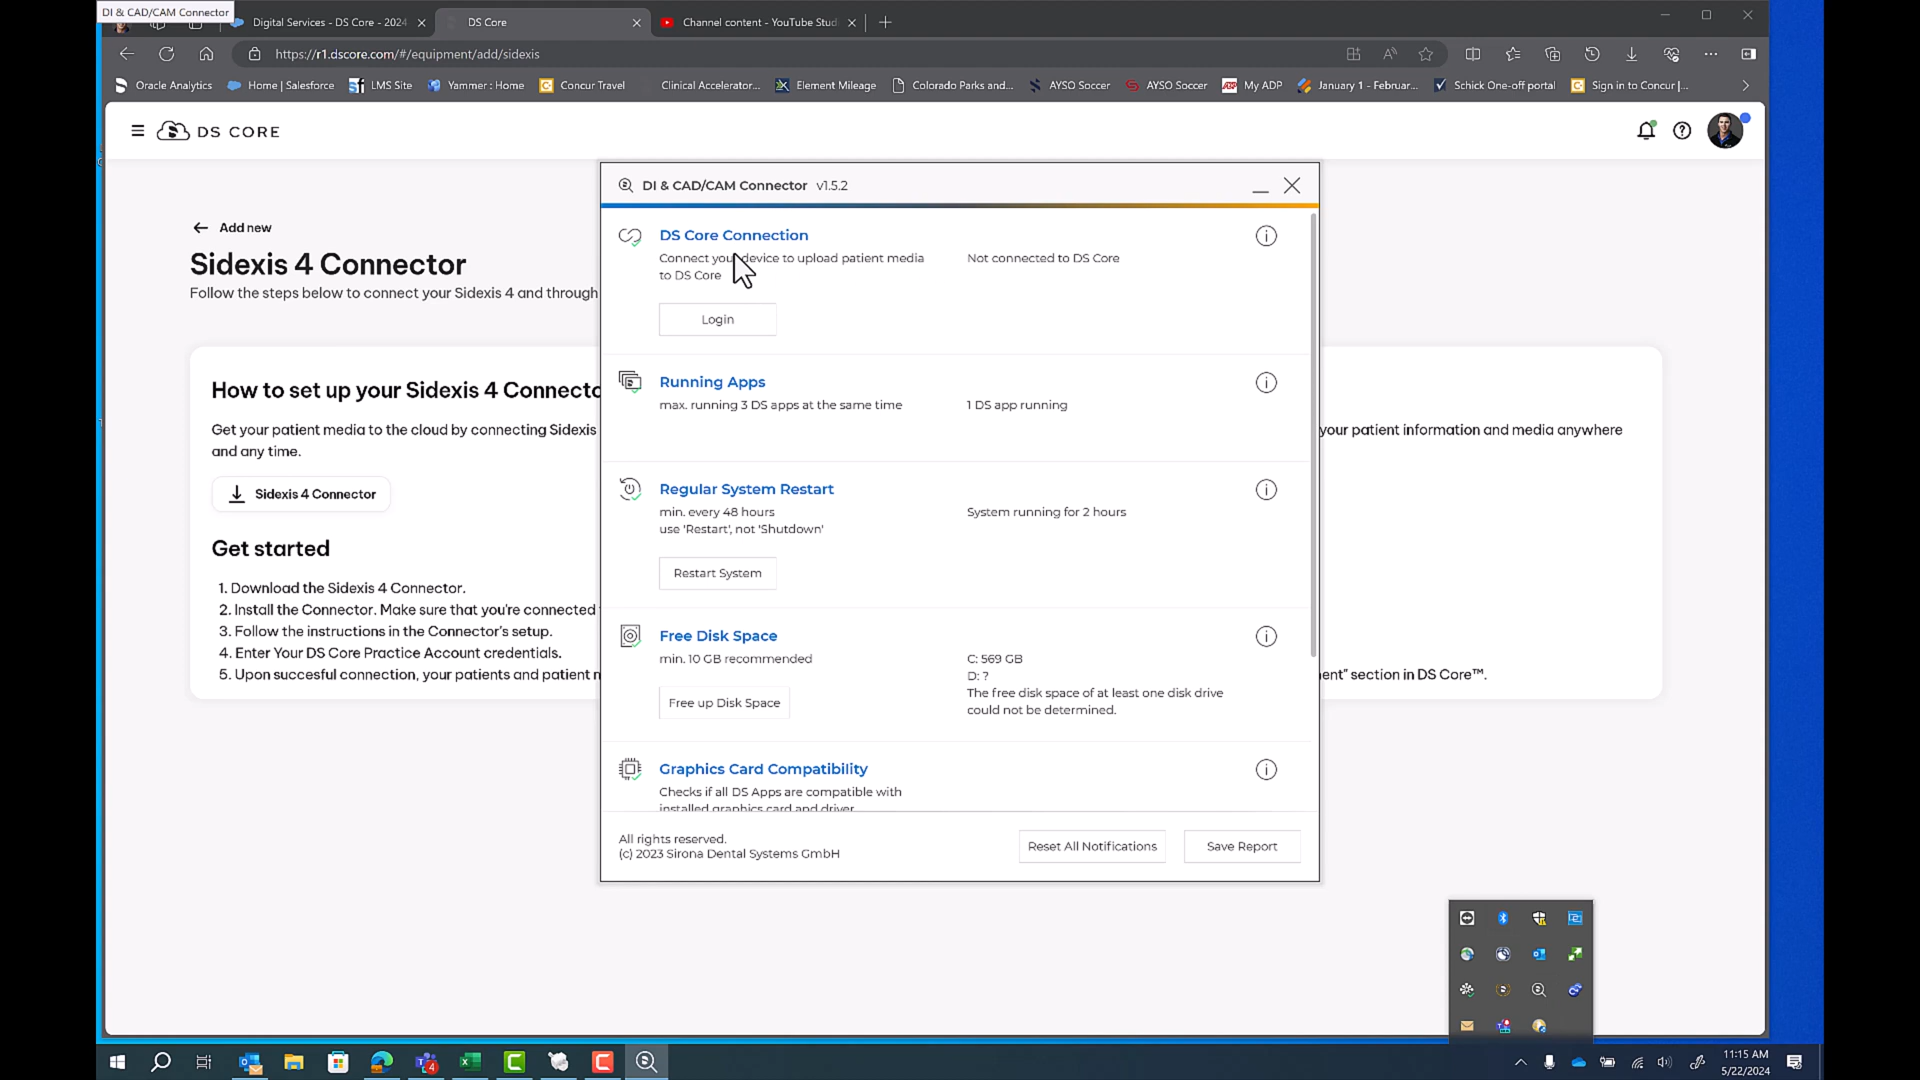 DI & CAD/CAM Connector
Digital Services - DS Core - 2024
DS Core
Channel content - YouTube Stud
https://r1.dscore.com/#/equipment/add/sidexis
Oracle Analytics
Home | Salesforce
LMS Site
Yammer : Home
Concur Travel
Clinical Accelerator...
Element Mileage
Colorado Parks and...
AYSO Soccer
AYSO Soccer
My ADP
January 1 - Februar...
Schick One-off portal
Sign in to Concur |...
DS CORE
Add new
Sidexis 4 Connector
Follow the steps below to connect your Sidexis 4 and through
How to set up your Sidexis 4 Connecto
Get your patient media to the cloud by connecting Sidexis
your patient information and media anywhere
and any time.
Sidexis 4 Connector
Get started
1. Download the Sidexis 4 Connector.
2. Install the Connector. Make sure that you're connected
3. Follow the instructions in the Connector's setup.
4. Enter Your DS Core Practice Account credentials.
5. Upon succesful connection, your patients and patient
ent" section in DS Core™.
DI & CAD/CAM Connector v1.5.2
DS Core Connection
Connect your device to upload patient media
to DS Core
Not connected to DS Core
Login
Running Apps
max. running 3 DS apps at the same time
1 DS app running
Regular System Restart
min. every 48 hours
use 'Restart', not 'Shutdown'
System running for 2 hours
Restart System
Free Disk Space
min. 10 GB recommended
C: 569 GB
D: ?
The free disk space of at least one disk drive
could not be determined.
Free up Disk Space
Graphics Card Compatibility
Checks if all DS Apps are compatible with
installed graphics card and driver
All rights reserved.
(c) 2023 Sirona Dental Systems GmbH
Reset All Notifications
Save Report
11:15 AM
5/22/2024